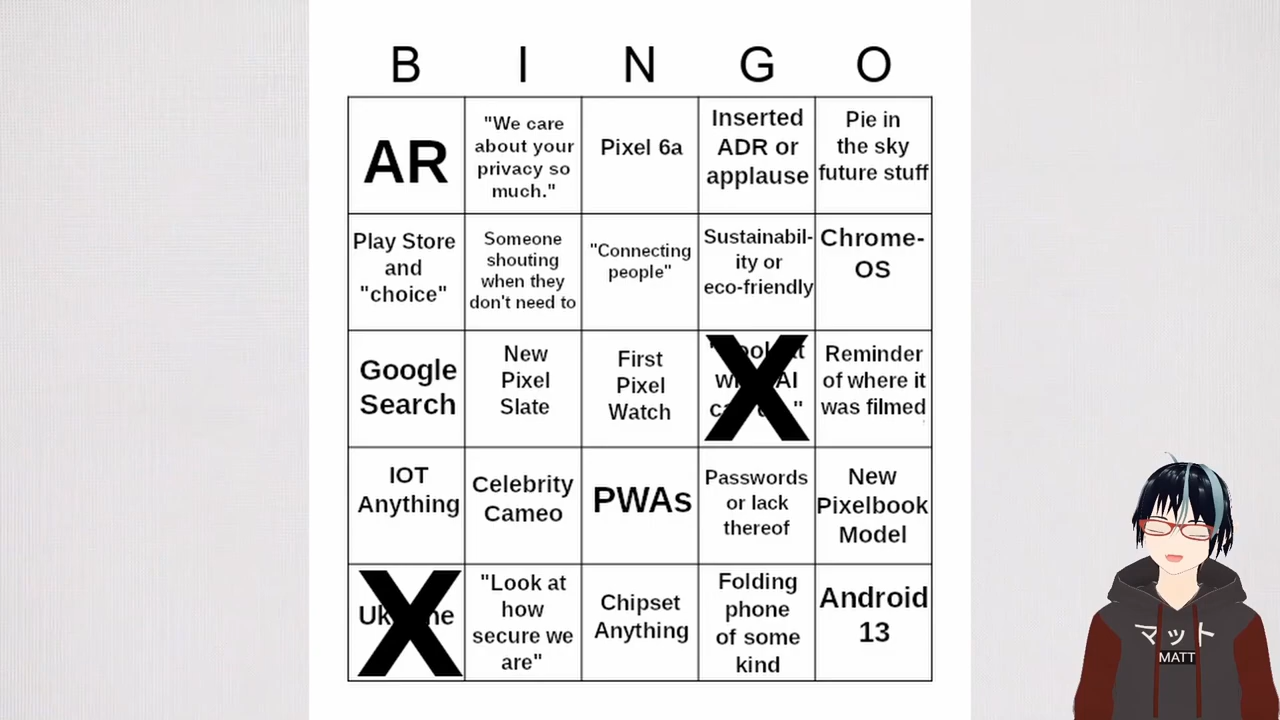 B I N G O
AR
"We care
about your
privacy so
much."
Pixel 6a
Inserted
ADR or
applause
Pie in
the sky
future stuff
Play Store
and
"choice"
Someone
shouting
when they
don't need to
"Connecting
people"
Sustainabil-
ity or
eco-friendly
Chrome-
OS
Google
Search
New
Pixel
Slate
First
Pixel
Watch
X
AI
Reminder
of where it
was filmed
IOT
Anything
Celebrity
Cameo
PWAs
Passwords
or lack
thereof
New
Pixelbook
Model
X
"Look at
how
secure we
are"
Chipset
Anything
Folding
phone
of some
kind
Android
13
マット
MATT